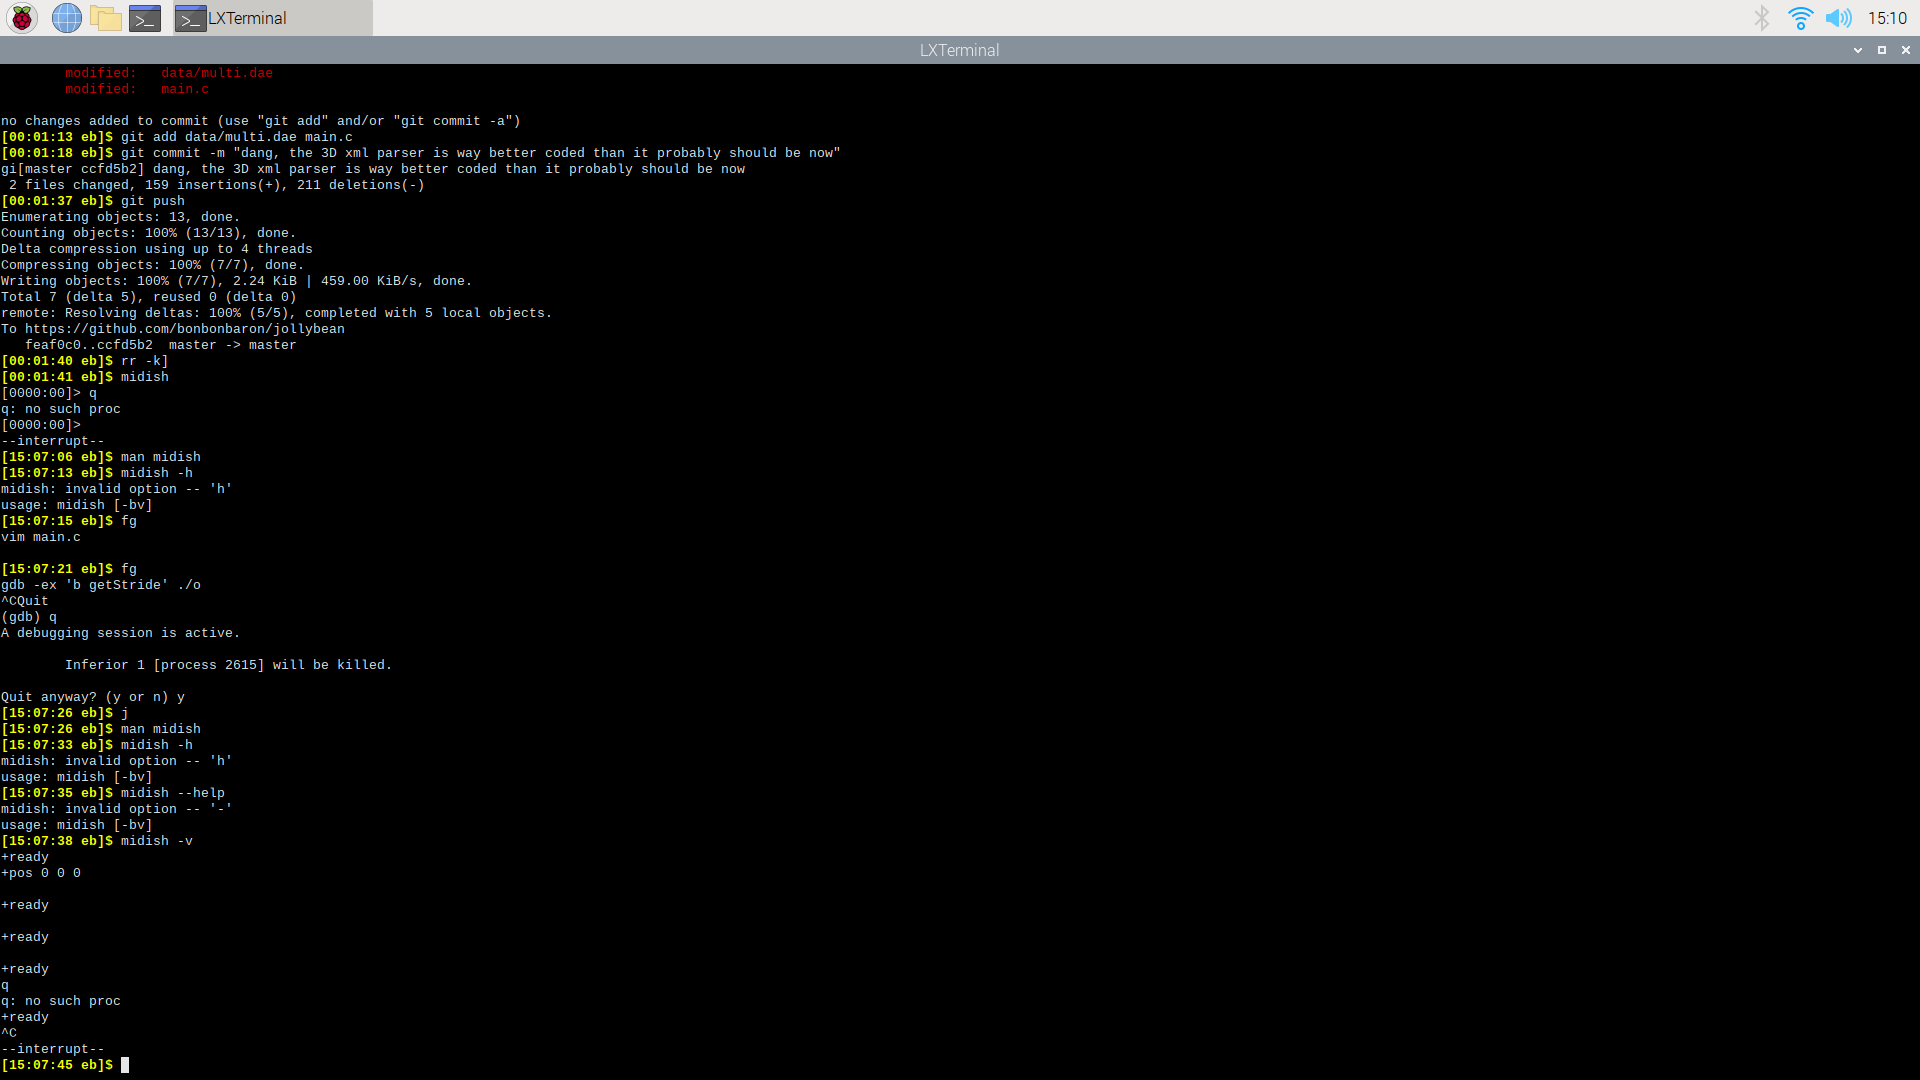 LXTerminal
15:10
LXTerminal
modified:   data/multi.dae
modified:   main.c
no changes added to commit (use "git add" and/or "git commit -a")
[00:01:13 eb]$ git add data/multi.dae main.c
[00:01:18 eb]$ git commit -m "dang, the 3D xml parser is way better coded than it probably should be now"
gi[master ccfd5b2] dang, the 3D xml parser is way better coded than it probably should be now
 2 files changed, 159 insertions(+), 211 deletions(-)
[00:01:37 eb]$ git push
Enumerating objects: 13, done.
Counting objects: 100% (13/13), done.
Delta compression using up to 4 threads
Compressing objects: 100% (7/7), done.
Writing objects: 100% (7/7), 2.24 KiB | 459.00 KiB/s, done.
Total 7 (delta 5), reused 0 (delta 0)
remote: Resolving deltas: 100% (5/5), completed with 5 local objects.
To https://github.com/bonbonbaron/jollybean
   feaf0c0..ccfd5b2  master -> master
[00:01:40 eb]$ rr -k]
[00:01:41 eb]$ midish
[0000:00]> q
q: no such proc
[0000:00]>
--interrupt--
[15:07:06 eb]$ man midish
[15:07:13 eb]$ midish -h
midish: invalid option -- 'h'
usage: midish [-bv]
[15:07:15 eb]$ fg
vim main.c
[15:07:21 eb]$ fg
gdb -ex 'b getStride' ./o
^CQuit
(gdb) q
A debugging session is active.
Inferior 1 [process 2615] will be killed.
Quit anyway? (y or n) y
[15:07:26 eb]$ j
[15:07:26 eb]$ man midish
[15:07:33 eb]$ midish -h
midish: invalid option -- 'h'
usage: midish [-bv]
[15:07:35 eb]$ midish --help
midish: invalid option -- '-'
usage: midish [-bv]
[15:07:38 eb]$ midish -v
+ready
+pos 0 0 0
+ready
+ready
+ready
q
q: no such proc
+ready
^C
--interrupt--
[15:07:45 eb]$